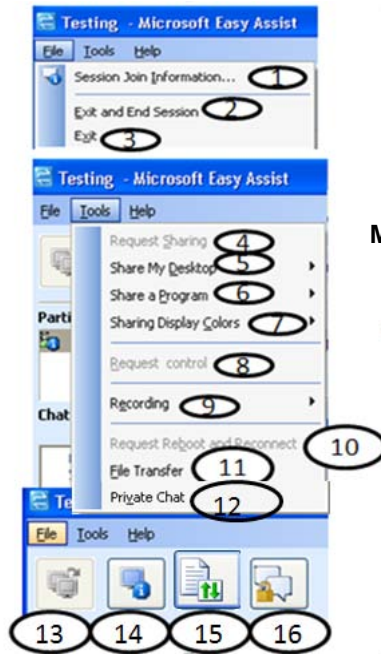 Testing - Microsoft Easy Assist
File Tools Help
Session Join Information... 1
Exit and End Session 2
Exit 3
Testing - Microsoft Easy Assist
File Tools Help
Request Sharing 4
Share My Desktop 5
Share a Program 6
Sharing Display Colors 7
Parti
Request control 8
Recording 9
Chat
Request Reboot and Reconnect 10
File Transfer 11
Private Chat 12
Te
File Tools Help
13 14 15 16
M